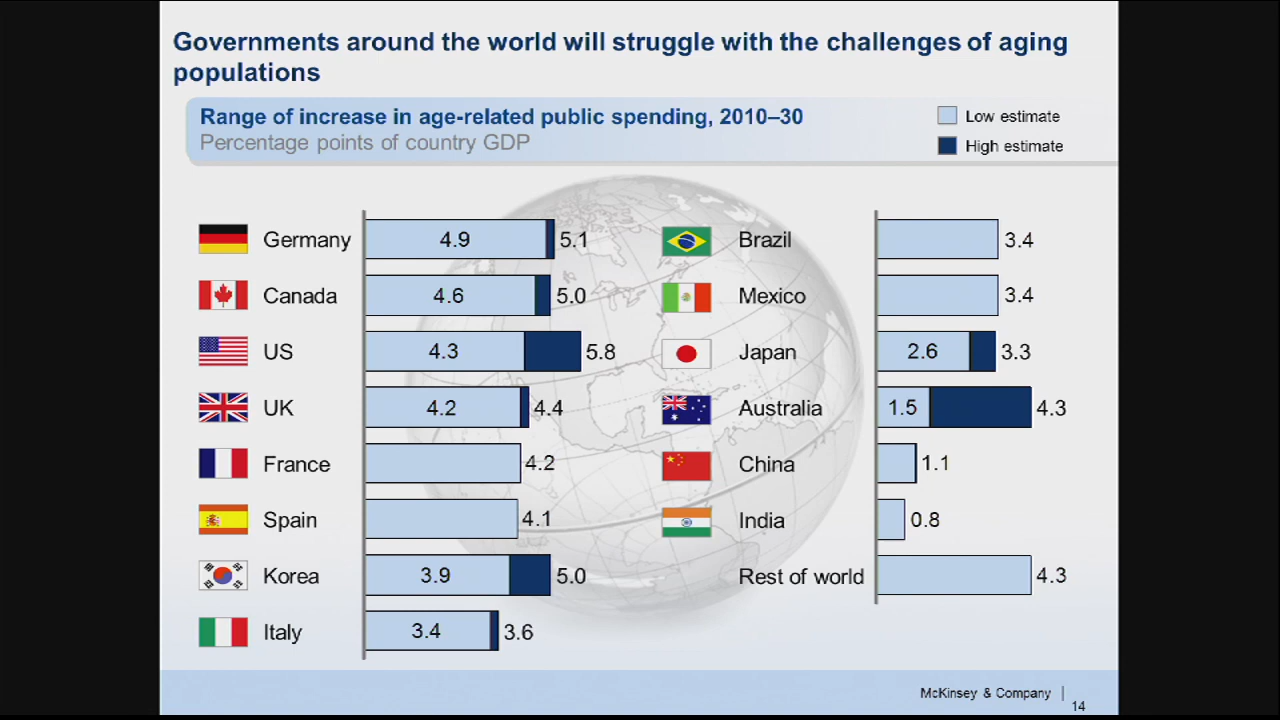 Governments around the world will struggle with the challenges of aging
populations
Range of increase in age-related public spending, 2010–30
Percentage points of country GDP
Low estimate
High estimate
Germany 4.9 5.1
Canada 4.6 5.0
US 4.3 5.8
UK 4.2 4.4
France 4.2
Spain 4.1
Korea 3.9 5.0
Italy 3.4 3.6
Brazil 3.4
Mexico 3.4
Japan 2.6 3.3
Australia 1.5 4.3
China 1.1
India 0.8
Rest of world 4.3
McKinsey & Company |
14